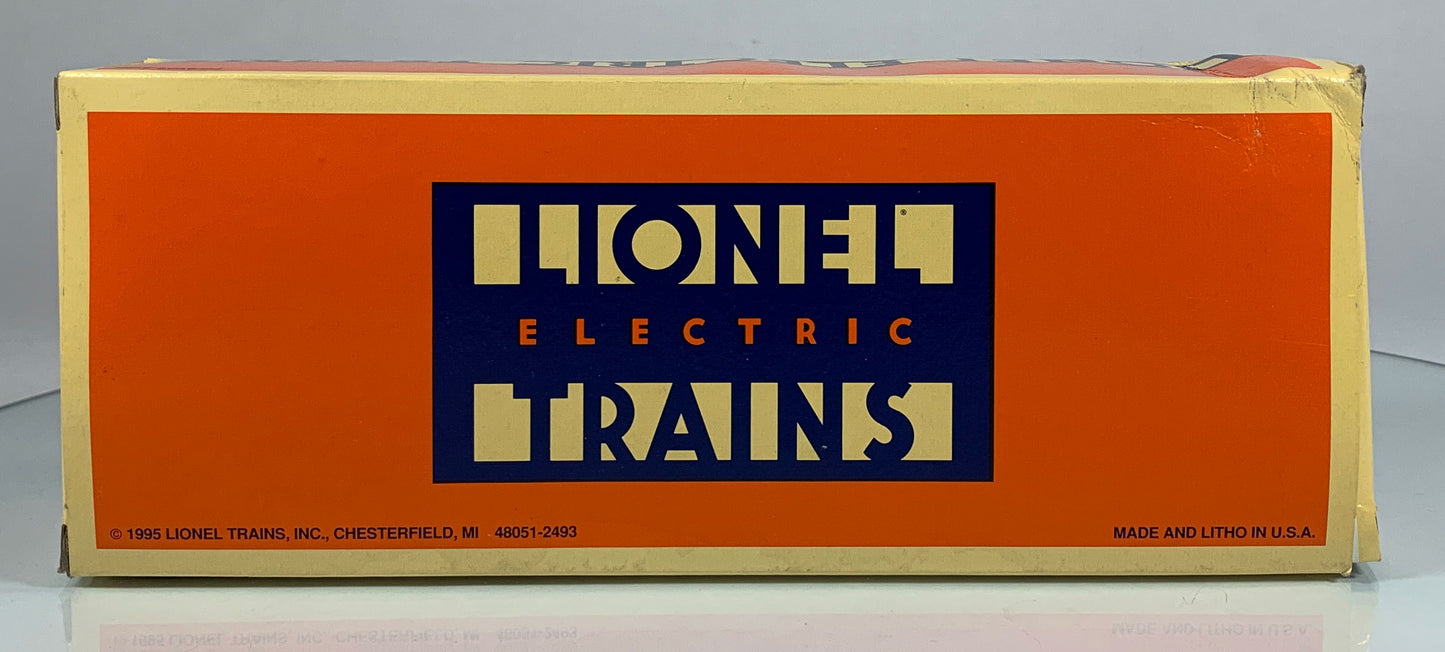 LIONEL®
ELECTRIC
TRAINS
© 1995 LIONEL TRAINS, INC., CHESTERFIELD, MI 48051-2493
MADE AND LITHO IN U.S.A.